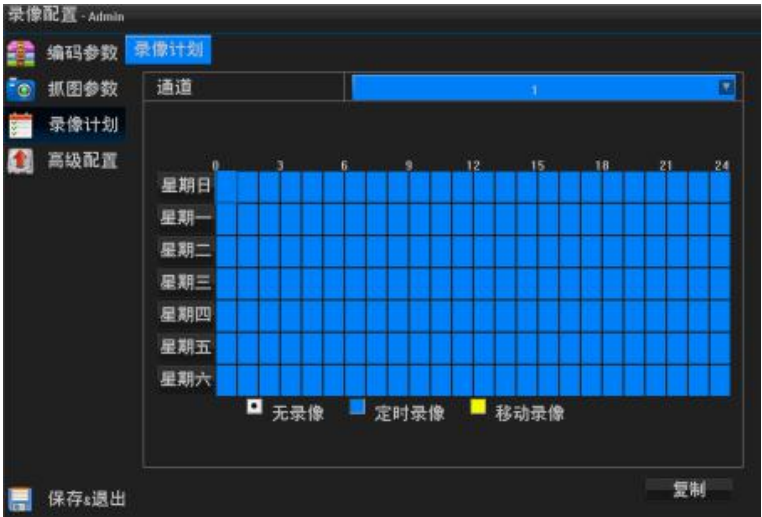 录像配置 - Admin
编码参数
录像计划
抓图参数
录像计划
高级配置
通道
1
0 3 6 9 12 15 18 21 24
星期日
星期一
星期二
星期三
星期四
星期五
星期六
无录像 定时录像 移动录像
复制
保存&退出